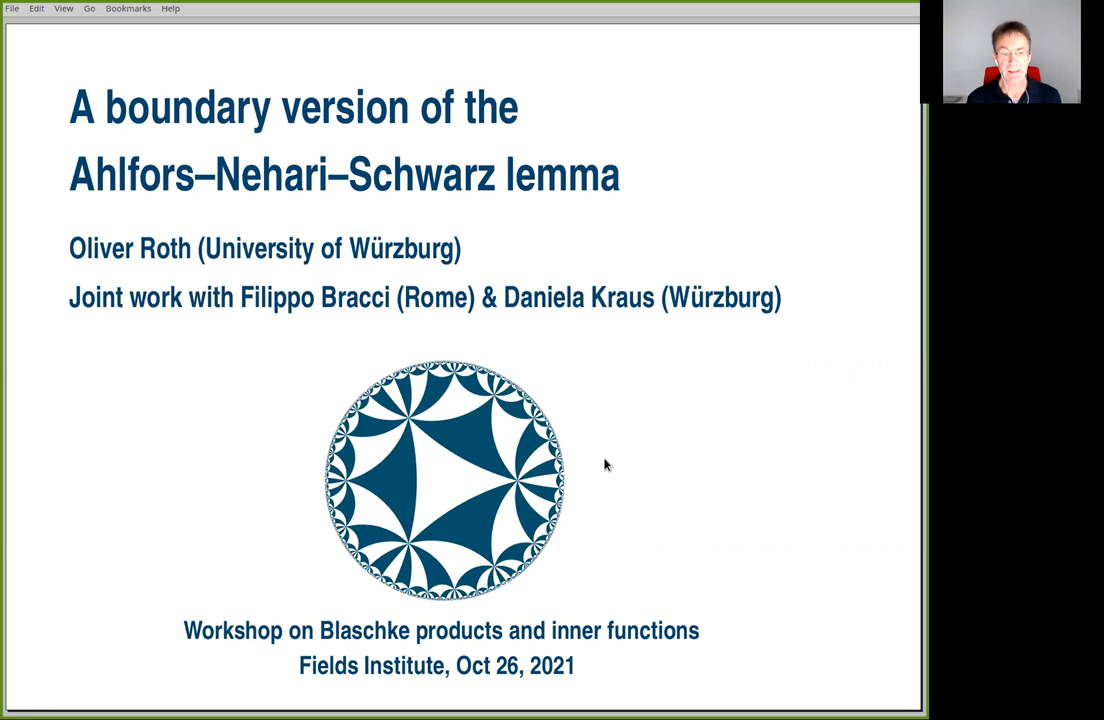 File Edit View Go Bookmarks Help
A boundary version of the
Ahlfors–Nehari–Schwarz lemma
Oliver Roth (University of Würzburg)
Joint work with Filippo Bracci (Rome) & Daniela Kraus (Würzburg)
Workshop on Blaschke products and inner functions
Fields Institute, Oct 26, 2021